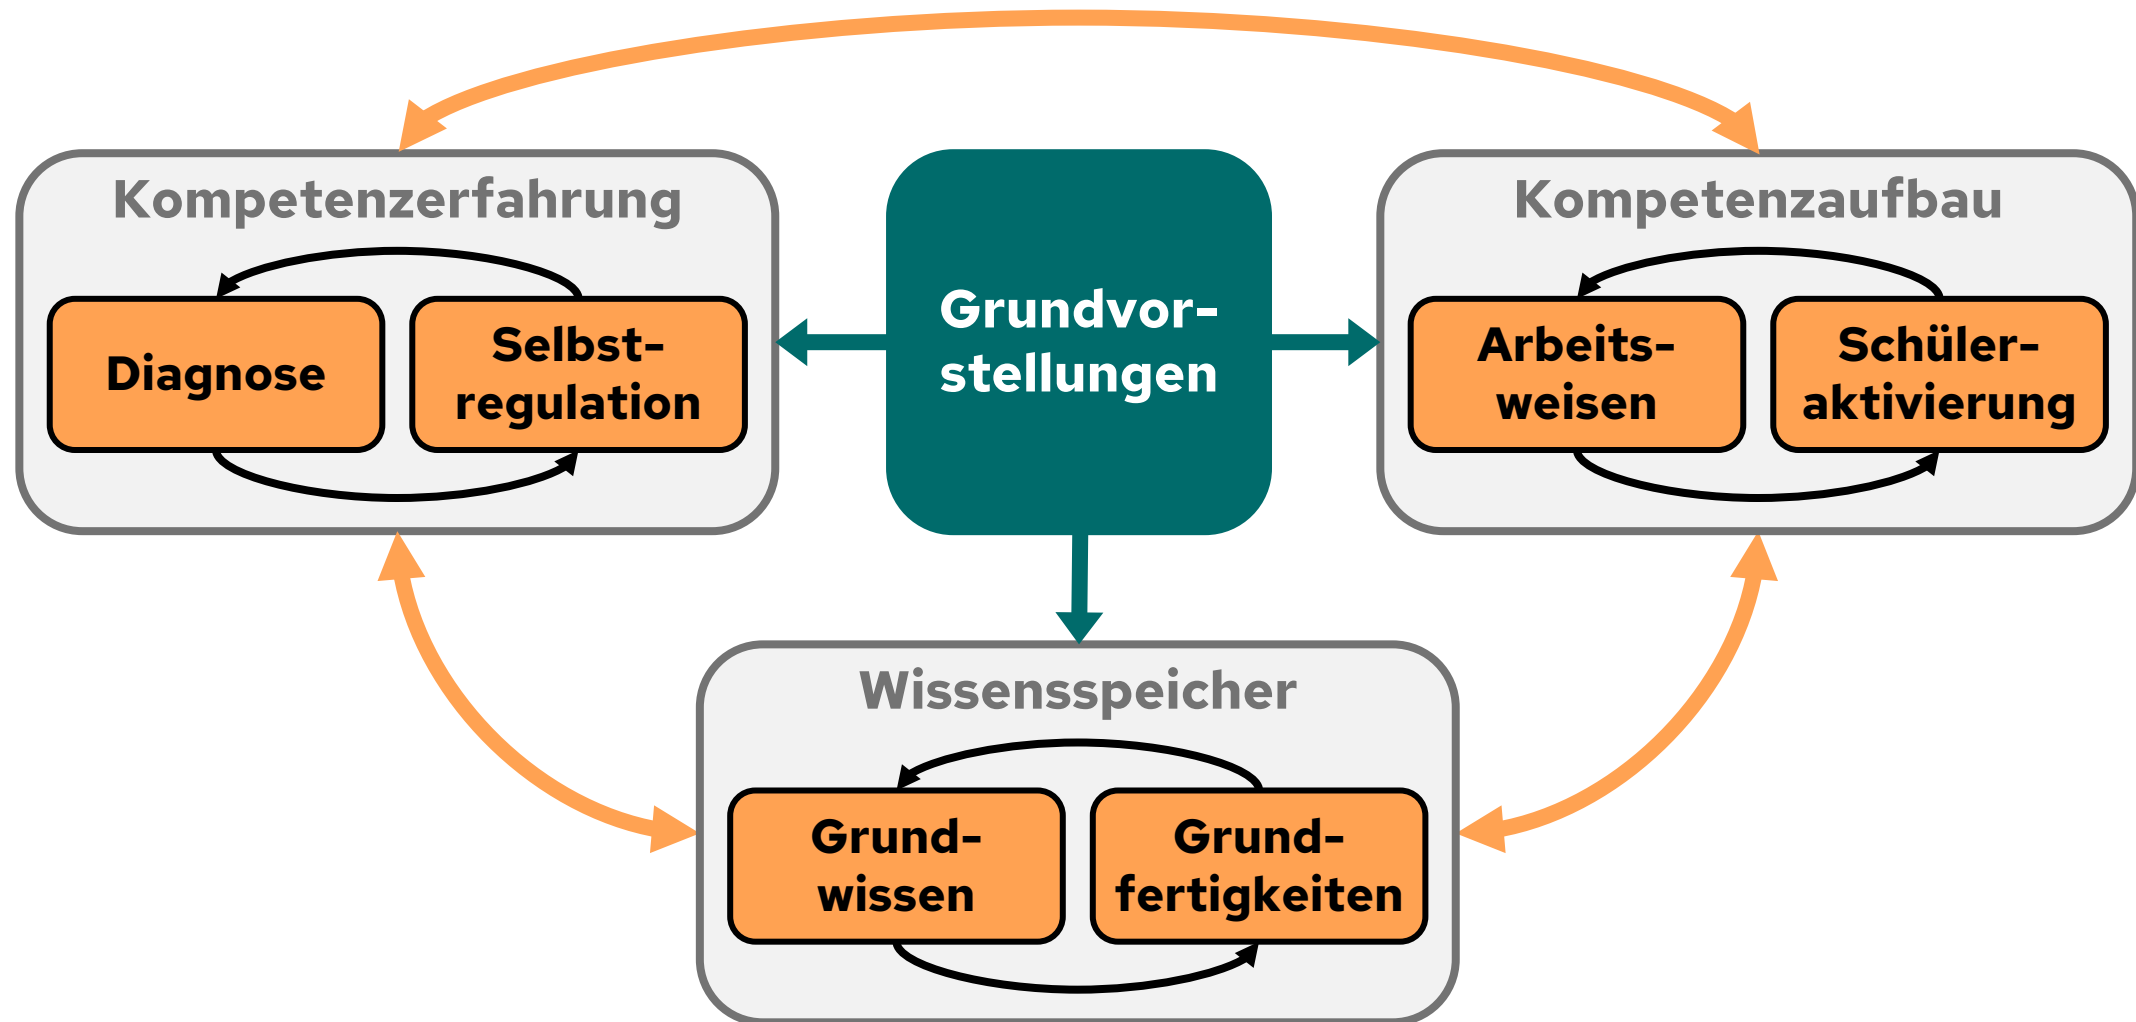 Kompetenzerfahrung
Diagnose
Selbst-
regulation
Grundvor-
stellungen
Kompetenzaufbau
Arbeits-
weisen
Schüler-
aktivierung
Wissensspeicher
Grund-
wissen
Grund-
fertigkeiten